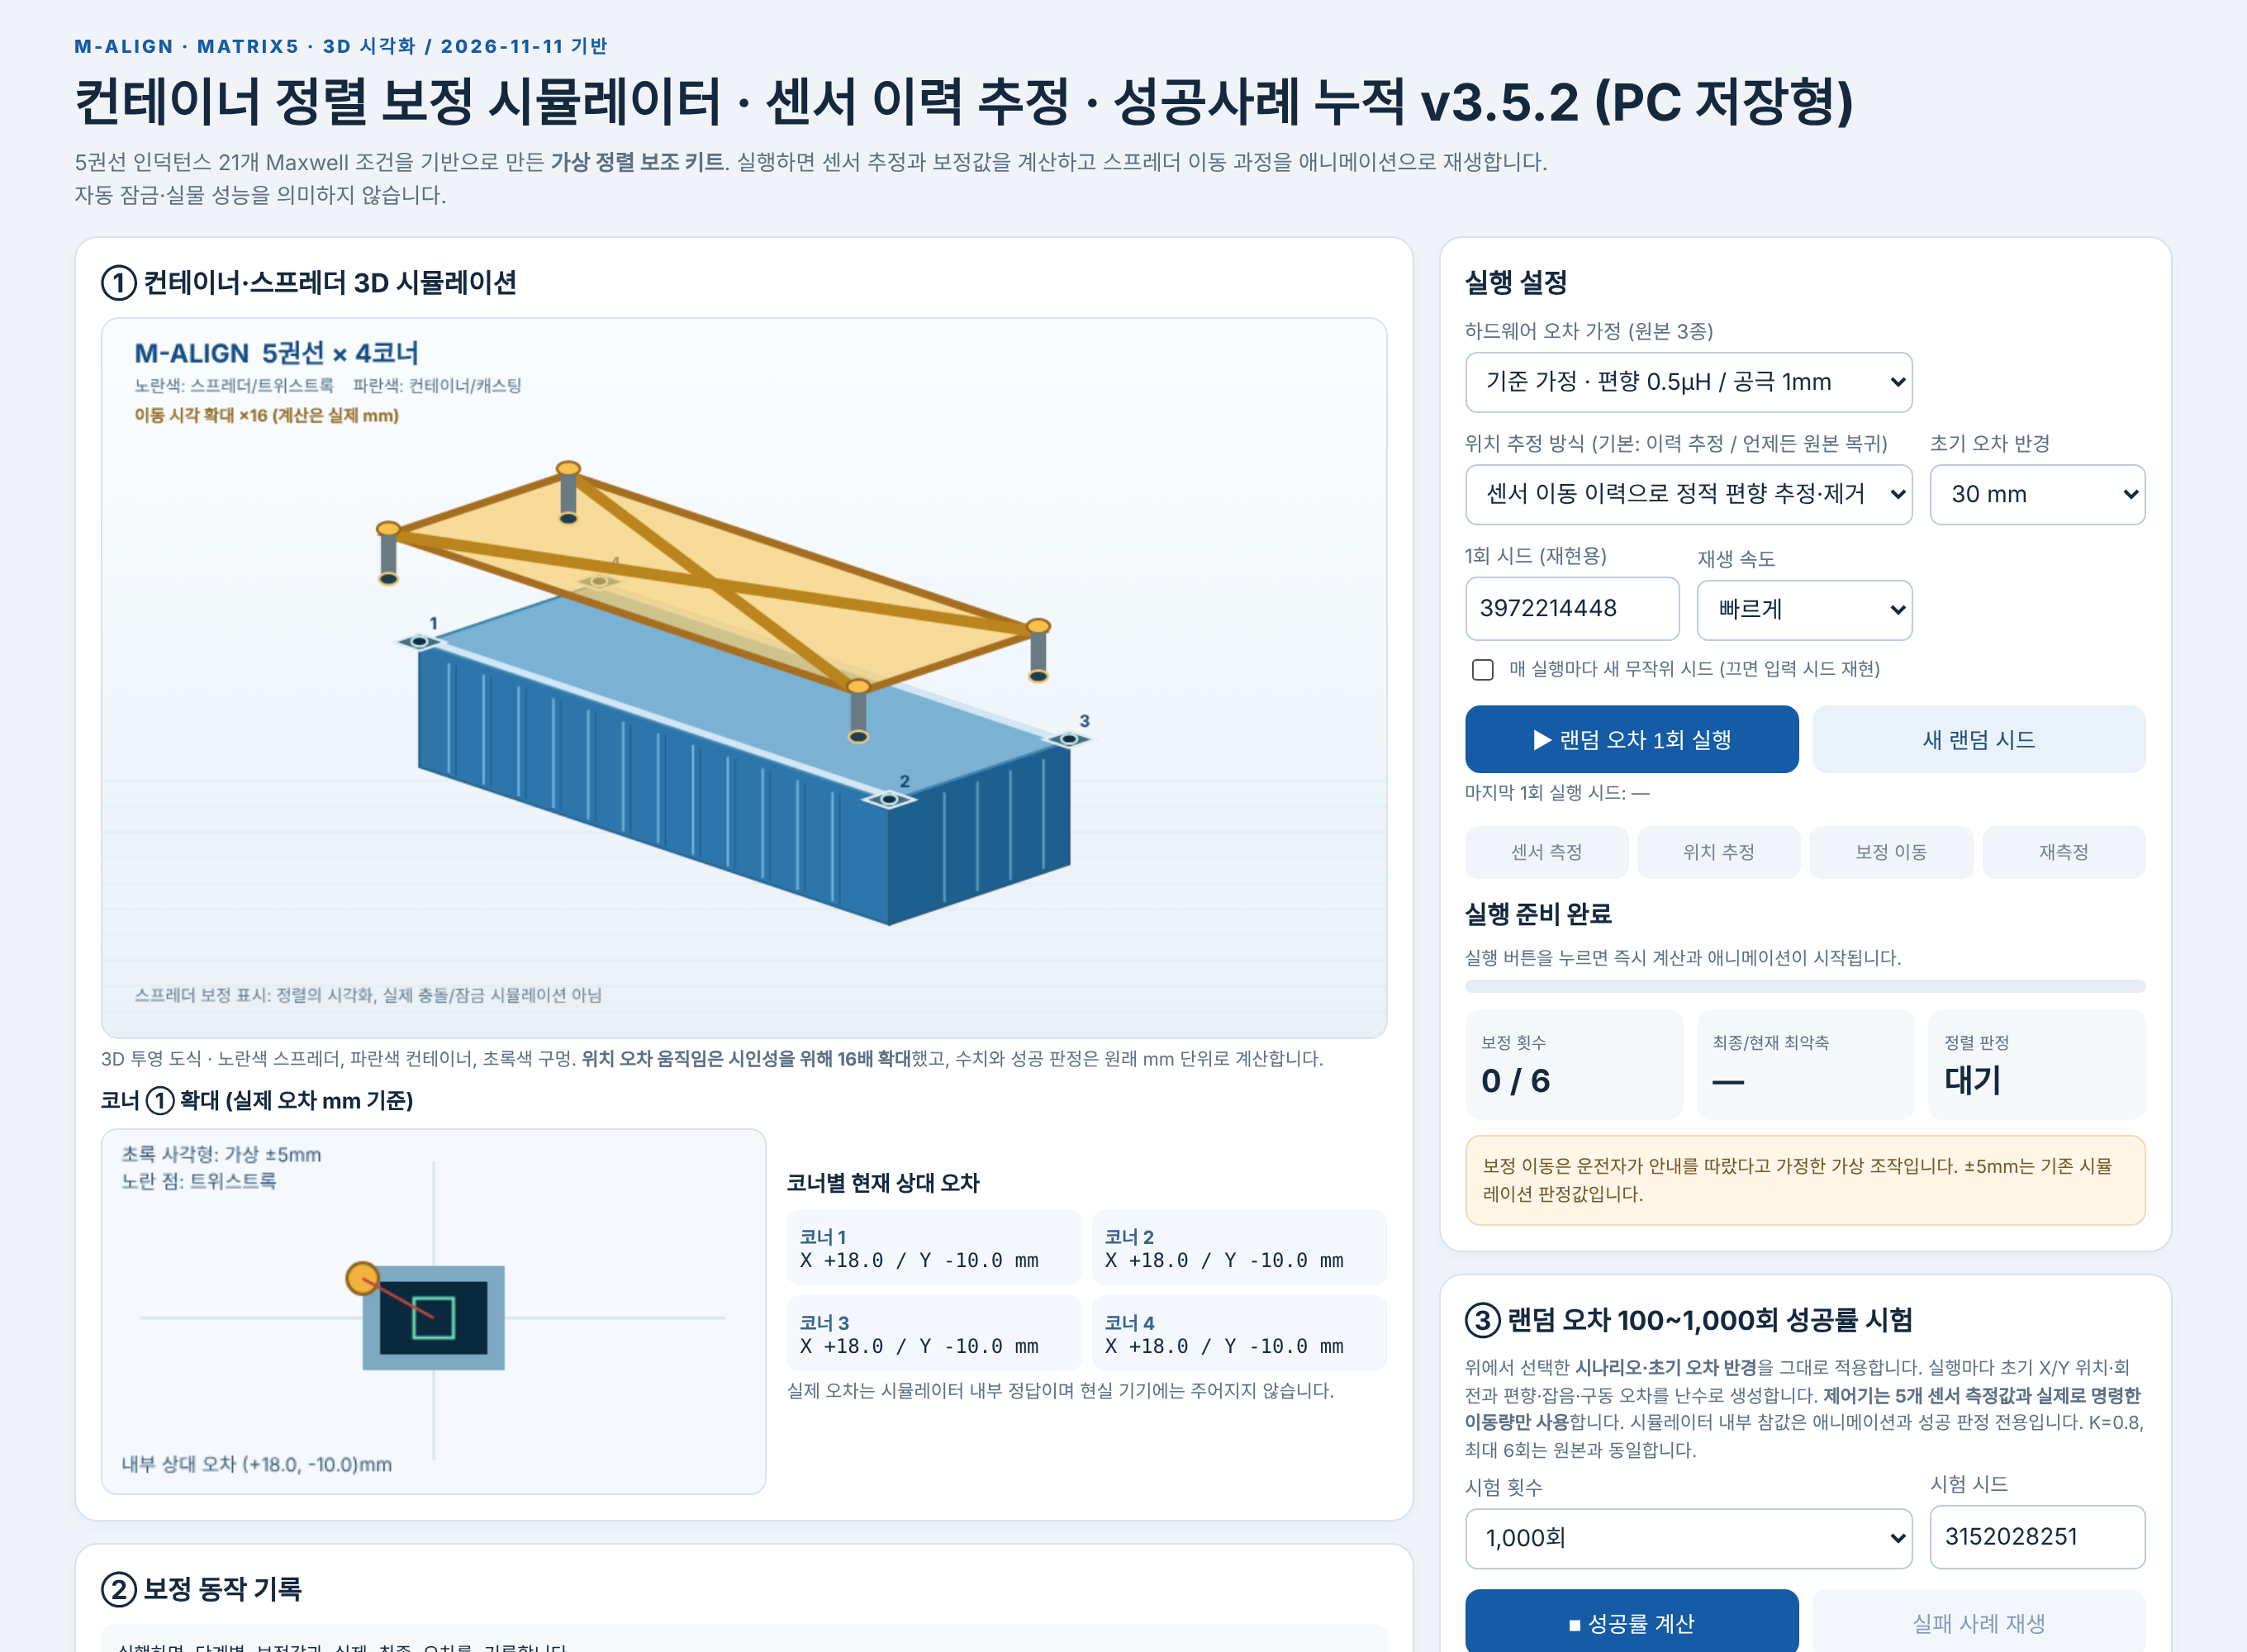 M-ALIGN · MATRIX5 · 3D 시각화 / 2026-11-11 기반
컨테이너 정렬 보정 시뮬레이터 · 센서 이력 추정 · 성공사례 누적 v3.5.2 (PC 저장형)
5권선 인덕턴스 21개 Maxwell 조건을 기반으로 만든 가상 정렬 보조 키트. 실행하면 센서 추정과 보정값을 계산하고 스프레더 이동 과정을 애니메이션으로 재생합니다.
자동 잠금·실물 성능을 의미하지 않습니다.
① 컨테이너·스프레더 3D 시뮬레이션
M-ALIGN 5권선 × 4코너
노란색: 스프레더/트위스트록 파란색: 컨테이너/캐스팅
이동 시각 확대 ×16 (계산은 실제 mm)
4
1
3
2
스프레더 보정 표시: 정렬의 시각화, 실제 충돌/잠금 시뮬레이션 아님
3D 투영 도식 · 노란색 스프레더, 파란색 컨테이너, 초록색 구멍. 위치 오차 움직임은 시인성을 위해 16배 확대했고, 수치와 성공 판정은 원래 mm 단위로 계산합니다.
코너 ① 확대 (실제 오차 mm 기준)
초록 사각형: 가상 ±5mm
노란 점: 트위스트록
내부 상대 오차 (+18.0, -10.0)mm
코너별 현재 상대 오차
코너 1
X +18.0 / Y -10.0 mm
코너 2
X +18.0 / Y -10.0 mm
코너 3
X +18.0 / Y -10.0 mm
코너 4
X +18.0 / Y -10.0 mm
실제 오차는 시뮬레이터 내부 정답이며 현실 기기에는 주어지지 않습니다.
② 보정 동작 기록
실행하면 단계별 보정값과 실제 최종 오차를 기록합니다.
실행 설정
하드웨어 오차 가정 (원본 3종)
기준 가정 · 편향 0.5μH / 공극 1mm
위치 추정 방식 (기본: 이력 추정 / 언제든 원본 복귀)
초기 오차 반경
센서 이동 이력으로 정적 편향 추정·제거
30 mm
1회 시드 (재현용)
재생 속도
3972214448
빠르게
매 실행마다 새 무작위 시드 (끄면 입력 시드 재현)
▶ 랜덤 오차 1회 실행
새 랜덤 시드
마지막 1회 실행 시드: —
센서 측정
위치 추정
보정 이동
재측정
실행 준비 완료
실행 버튼을 누르면 즉시 계산과 애니메이션이 시작됩니다.
보정 횟수
0 / 6
최종/현재 최악축
—
정렬 판정
대기
보정 이동은 운전자가 안내를 따랐다고 가정한 가상 조작입니다. ±5mm는 기존 시뮬
레이션 판정값입니다.
③ 랜덤 오차 100~1,000회 성공률 시험
위에서 선택한 시나리오·초기 오차 반경을 그대로 적용합니다. 실행마다 초기 X/Y 위치·회
전과 편향·잡음·구동 오차를 난수로 생성합니다. 제어기는 5개 센서 측정값과 실제로 명령한
이동량만 사용합니다. 시뮬레이터 내부 참값은 애니메이션과 성공 판정 전용입니다. K=0.8,
최대 6회는 원본과 동일합니다.
시험 횟수
시험 시드
1,000회
3152028251
■ 성공률 계산
실패 사례 재생